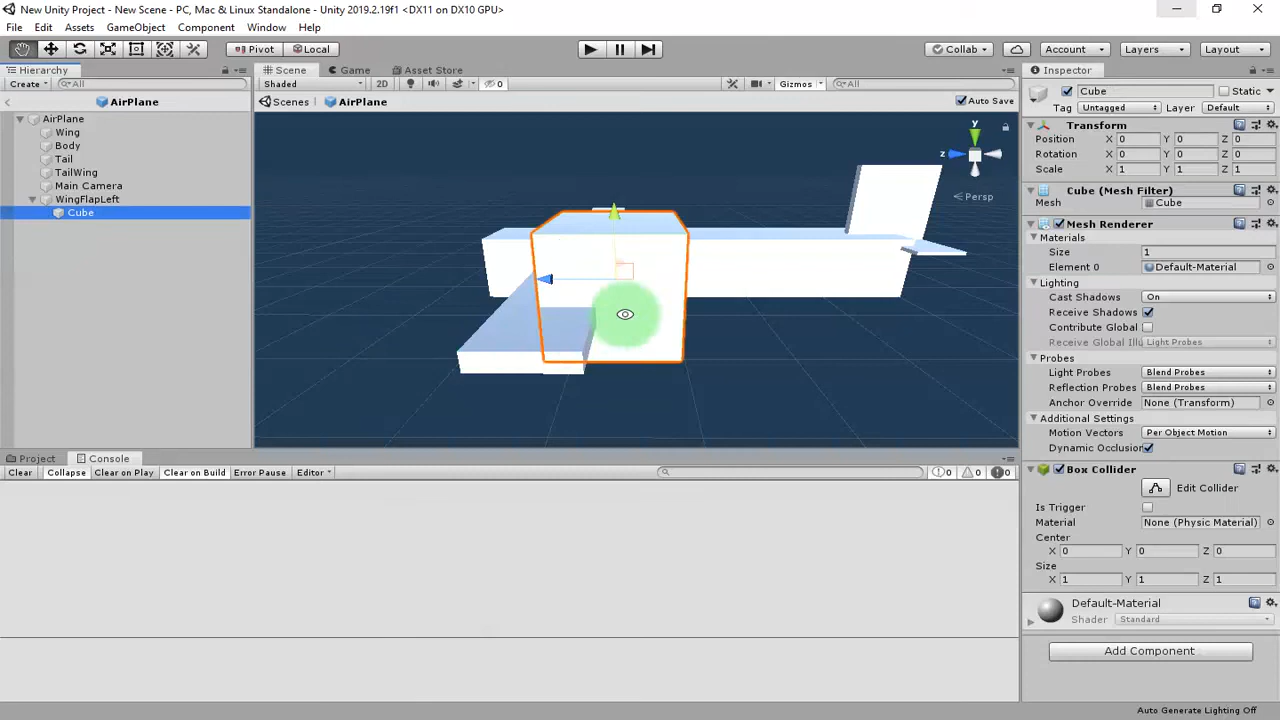 New Unity Project - New Scene - PC, Mac & Linux Standalone - Unity 2019.2.19f1 <DX11 on DX10 GPU>
File Edit Assets GameObject Component Window Help
Pivot Local Collab Account Layers Layout
Hierarchy Scene Game Asset Store Inspector
Create All Shaded 2D 0 Gizmos All
AirPlane
Scenes AirPlane Auto Save
Cube Static
Tag Untagged Layer Default
AirPlane
Wing
Body
Tail
TailWing
Main Camera
WingFlapLeft
Cube
y
z
Persp
Transform
Position X 0 Y 0 Z 0
Rotation X 0 Y 0 Z 0
Scale X 1 Y 1 Z 1
Cube (Mesh Filter)
Mesh Cube
Mesh Renderer
Materials
Size 1
Element 0 Default-Material
Lighting
Cast Shadows On
Receive Shadows
Contribute Global
Receive Global Illu Light Probes
Probes
Light Probes Blend Probes
Reflection Probes Blend Probes
Anchor Override None (Transform)
Additional Settings
Motion Vectors Per Object Motion
Dynamic Occlusion
Box Collider
Edit Collider
Is Trigger
Material None (Physic Material)
Center
X 0 Y 0 Z 0
Size
X 1 Y 1 Z 1
Default-Material
Shader Standard
Add Component
Project Console
Clear Collapse Clear on Play Clear on Build Error Pause Editor 0 0 0
Auto Generate Lighting Off